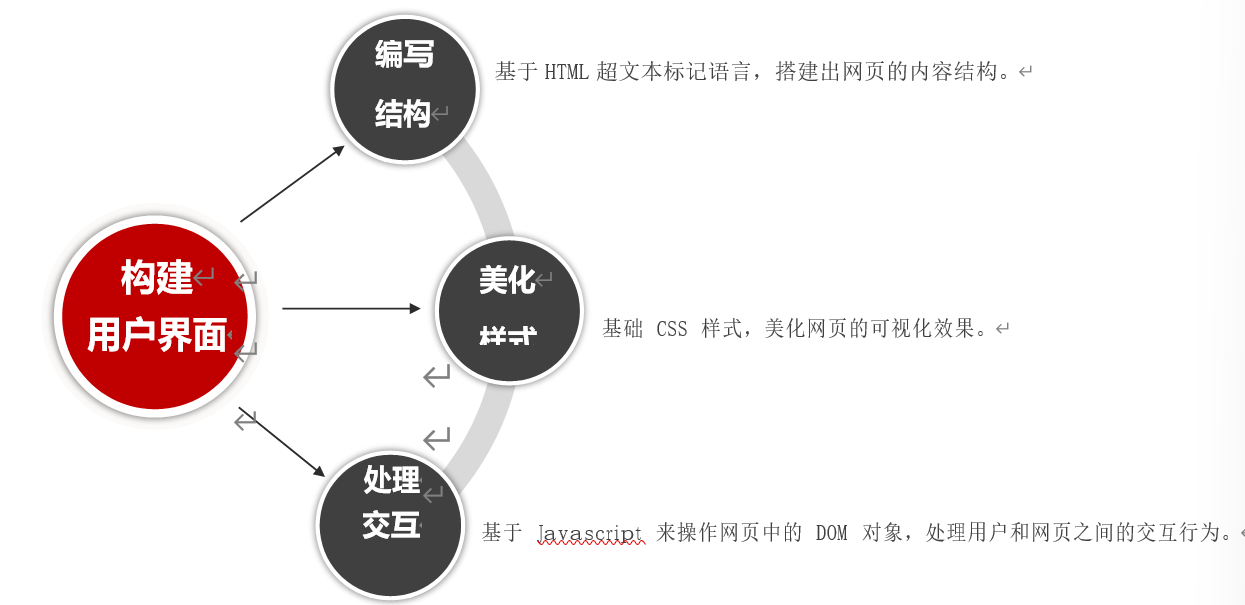 编写
结构
基于 HTML 超文本标记语言，搭建出网页的内容结构。
构建
用户界面
美化
样式
基础 CSS 样式，美化网页的可视化效果。
处理
交互
基于 Javascript 来操作网页中的 DOM 对象，处理用户和网页之间的交互行为。